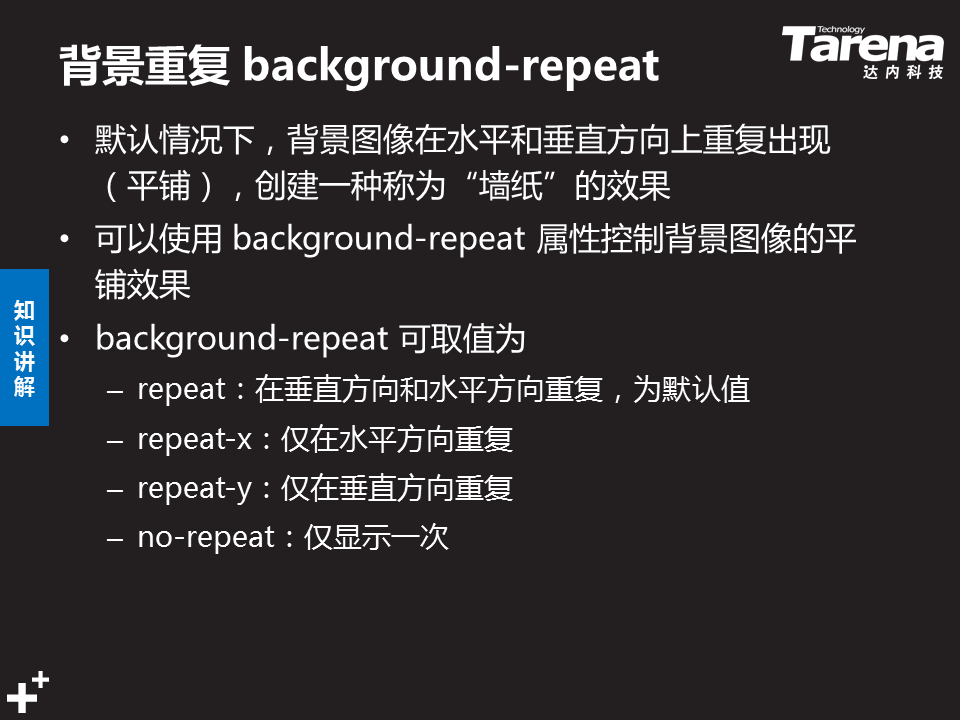 背景重复 background-repeat
Technology
Tarena
达内科技
• 默认情况下，背景图像在水平和垂直方向上重复出现
（平铺），创建一种称为“墙纸”的效果
• 可以使用 background-repeat 属性控制背景图像的平
铺效果
• background-repeat 可取值为
– repeat：在垂直方向和水平方向重复，为默认值
– repeat-x：仅在水平方向重复
– repeat-y：仅在垂直方向重复
– no-repeat：仅显示一次
知
识
讲
解